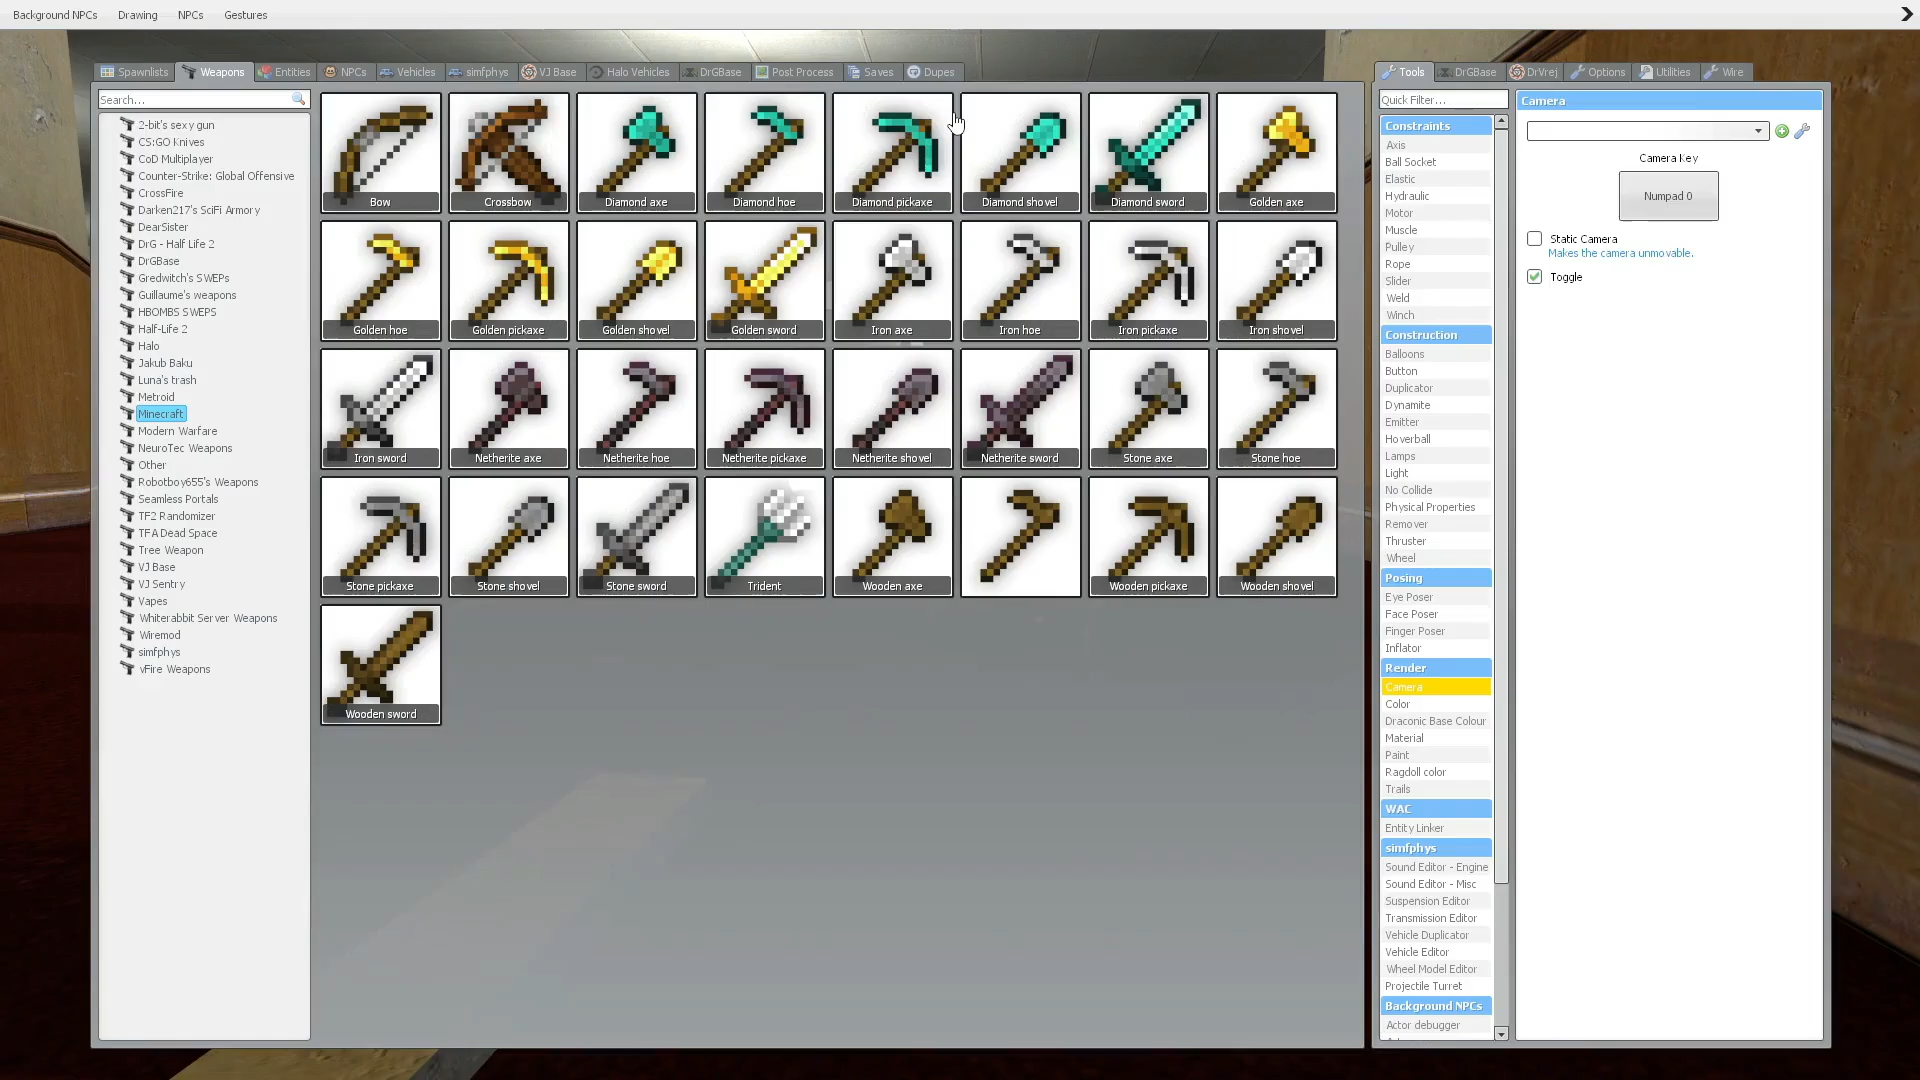 Background NPCs Drawing NPCs Gestures
Spawnlists Weapons Entities NPCs Vehicles simfphys VJ Base Halo Vehicles DrGBase Post Process Saves Dupes
Tools DrGBase DrVrej Options Utilities Wire
Search...
2-bit's sexy gun
CS:GO Knives
CoD Multiplayer
Counter-Strike: Global Offensive
CrossFire
Darken217's SciFi Armory
DearSister
DrG - Half Life 2
DrGBase
Gredwitch's SWEPs
Guillaume's weapons
HBOMBS SWEPS
Half-Life 2
Halo
Jakub Baku
Luna's trash
Metroid
Minecraft
Modern Warfare
NeuroTec Weapons
Other
Robotboy655's Weapons
Seamless Portals
TF2 Randomizer
TFA Dead Space
Tree Weapon
VJ Base
VJ Sentry
Vapes
Whiterabbit Server Weapons
Wiremod
simfphys
vFire Weapons
Bow Crossbow Diamond axe Diamond hoe Diamond pickaxe Diamond shovel Diamond sword Golden axe
Golden hoe Golden pickaxe Golden shovel Golden sword Iron axe Iron hoe Iron pickaxe Iron shovel
Iron sword Netherite axe Netherite hoe Netherite pickaxe Netherite shovel Netherite sword Stone axe Stone hoe
Stone pickaxe Stone shovel Stone sword Trident Wooden axe Wooden pickaxe Wooden shovel
Wooden sword
Quick Filter...
Constraints
Axis
Ball Socket
Elastic
Hydraulic
Motor
Muscle
Pulley
Rope
Slider
Weld
Winch
Construction
Balloons
Button
Duplicator
Dynamite
Emitter
Hoverball
Lamps
Light
No Collide
Physical Properties
Remover
Thruster
Wheel
Posing
Eye Poser
Face Poser
Finger Poser
Inflator
Render
Camera
Color
Draconic Base Colour
Material
Paint
Ragdoll color
Trails
WAC
Entity Linker
simfphys
Sound Editor - Engine
Sound Editor - Misc
Suspension Editor
Transmission Editor
Vehicle Duplicator
Vehicle Editor
Wheel Model Editor
Projectile Turret
Background NPCs
Actor debugger
Camera
Camera Key
Numpad 0
Static Camera
Makes the camera unmovable.
Toggle